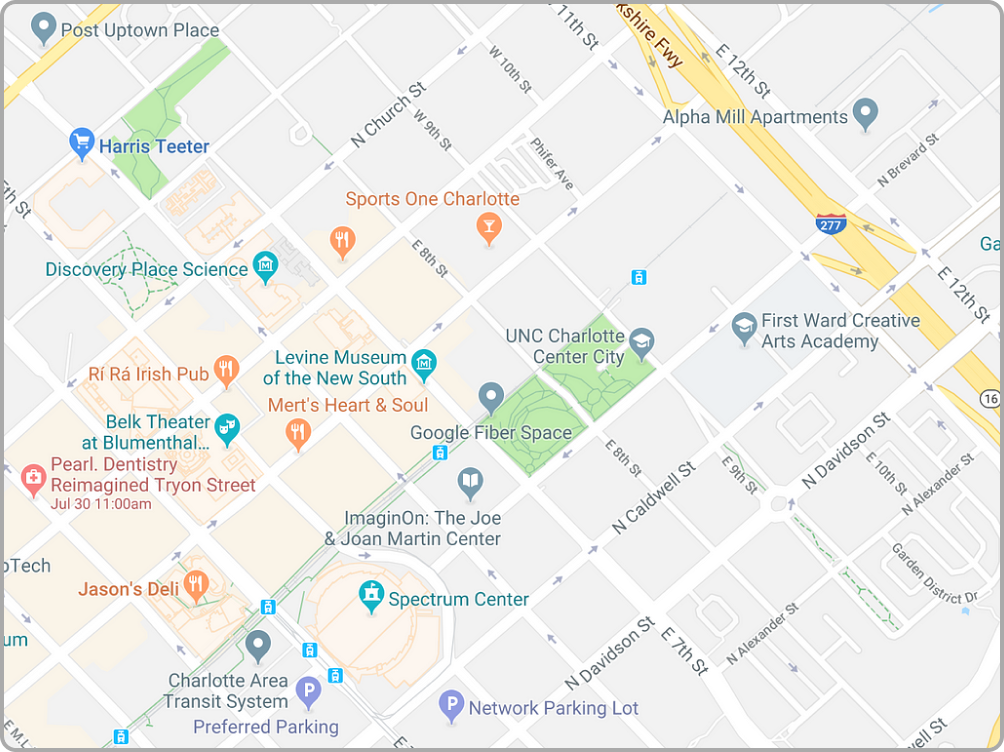 Post Uptown Place
11th St
kshire Fwy
E 12th St
W 10th St
N Church St
W 9th St
Alpha Mill Apartments
Harris Teeter
Phifer Ave
N Brevard St
5th St
Sports One Charlotte
277
Ga
E 8th St
Discovery Place Science
E 12th St
First Ward Creative
Arts Academy
UNC Charlotte
Center City
Levine Museum
of the New South
Rí Rá Irish Pub
16
Mert's Heart & Soul
Belk Theater
at Blumenthal...
Google Fiber Space
N Davidson St
E 8th St
E 9th St
E 10th St
N Alexander St
Pearl. Dentistry
Reimagined Tryon Street
Jul 30 11:00am
N Caldwell St
ImaginOn: The Joe
& Joan Martin Center
oTech
Garden District Dr
Jason's Deli
P
Spectrum Center
um
N Davidson St
E 7th St
N Alexander St
Charlotte Area
Transit System
P
Preferred Parking
Network Parking Lot
E M.L
E
well St